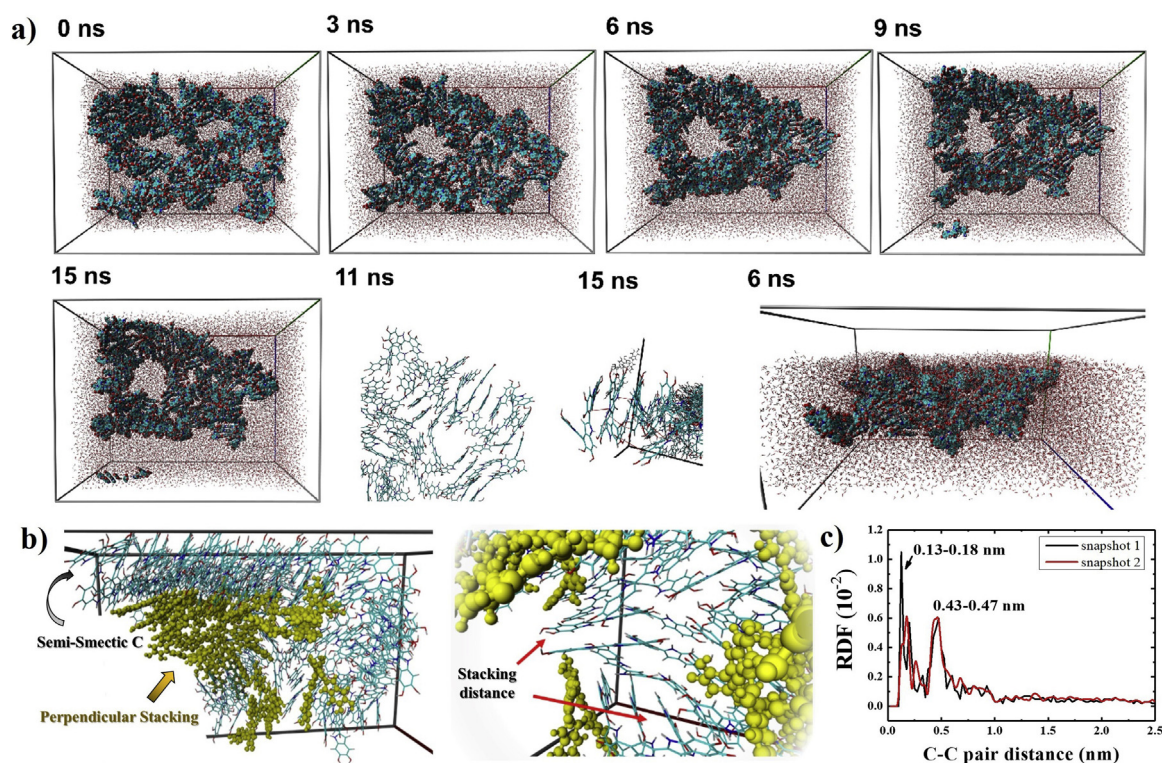 a)
0 ns
3 ns
6 ns
9 ns
15 ns
11 ns
15 ns
6 ns
b)
Semi-Smectic C
Perpendicular Stacking
Stacking
distance
c)
1.2
1.0
0.8
0.6
0.4
0.2
0.0
RDF (10⁻²)
0.13-0.18 nm
0.43-0.47 nm
snapshot 1
snapshot 2
0.0
0.5
1.0
1.5
2.0
2.5
C-C pair distance (nm)